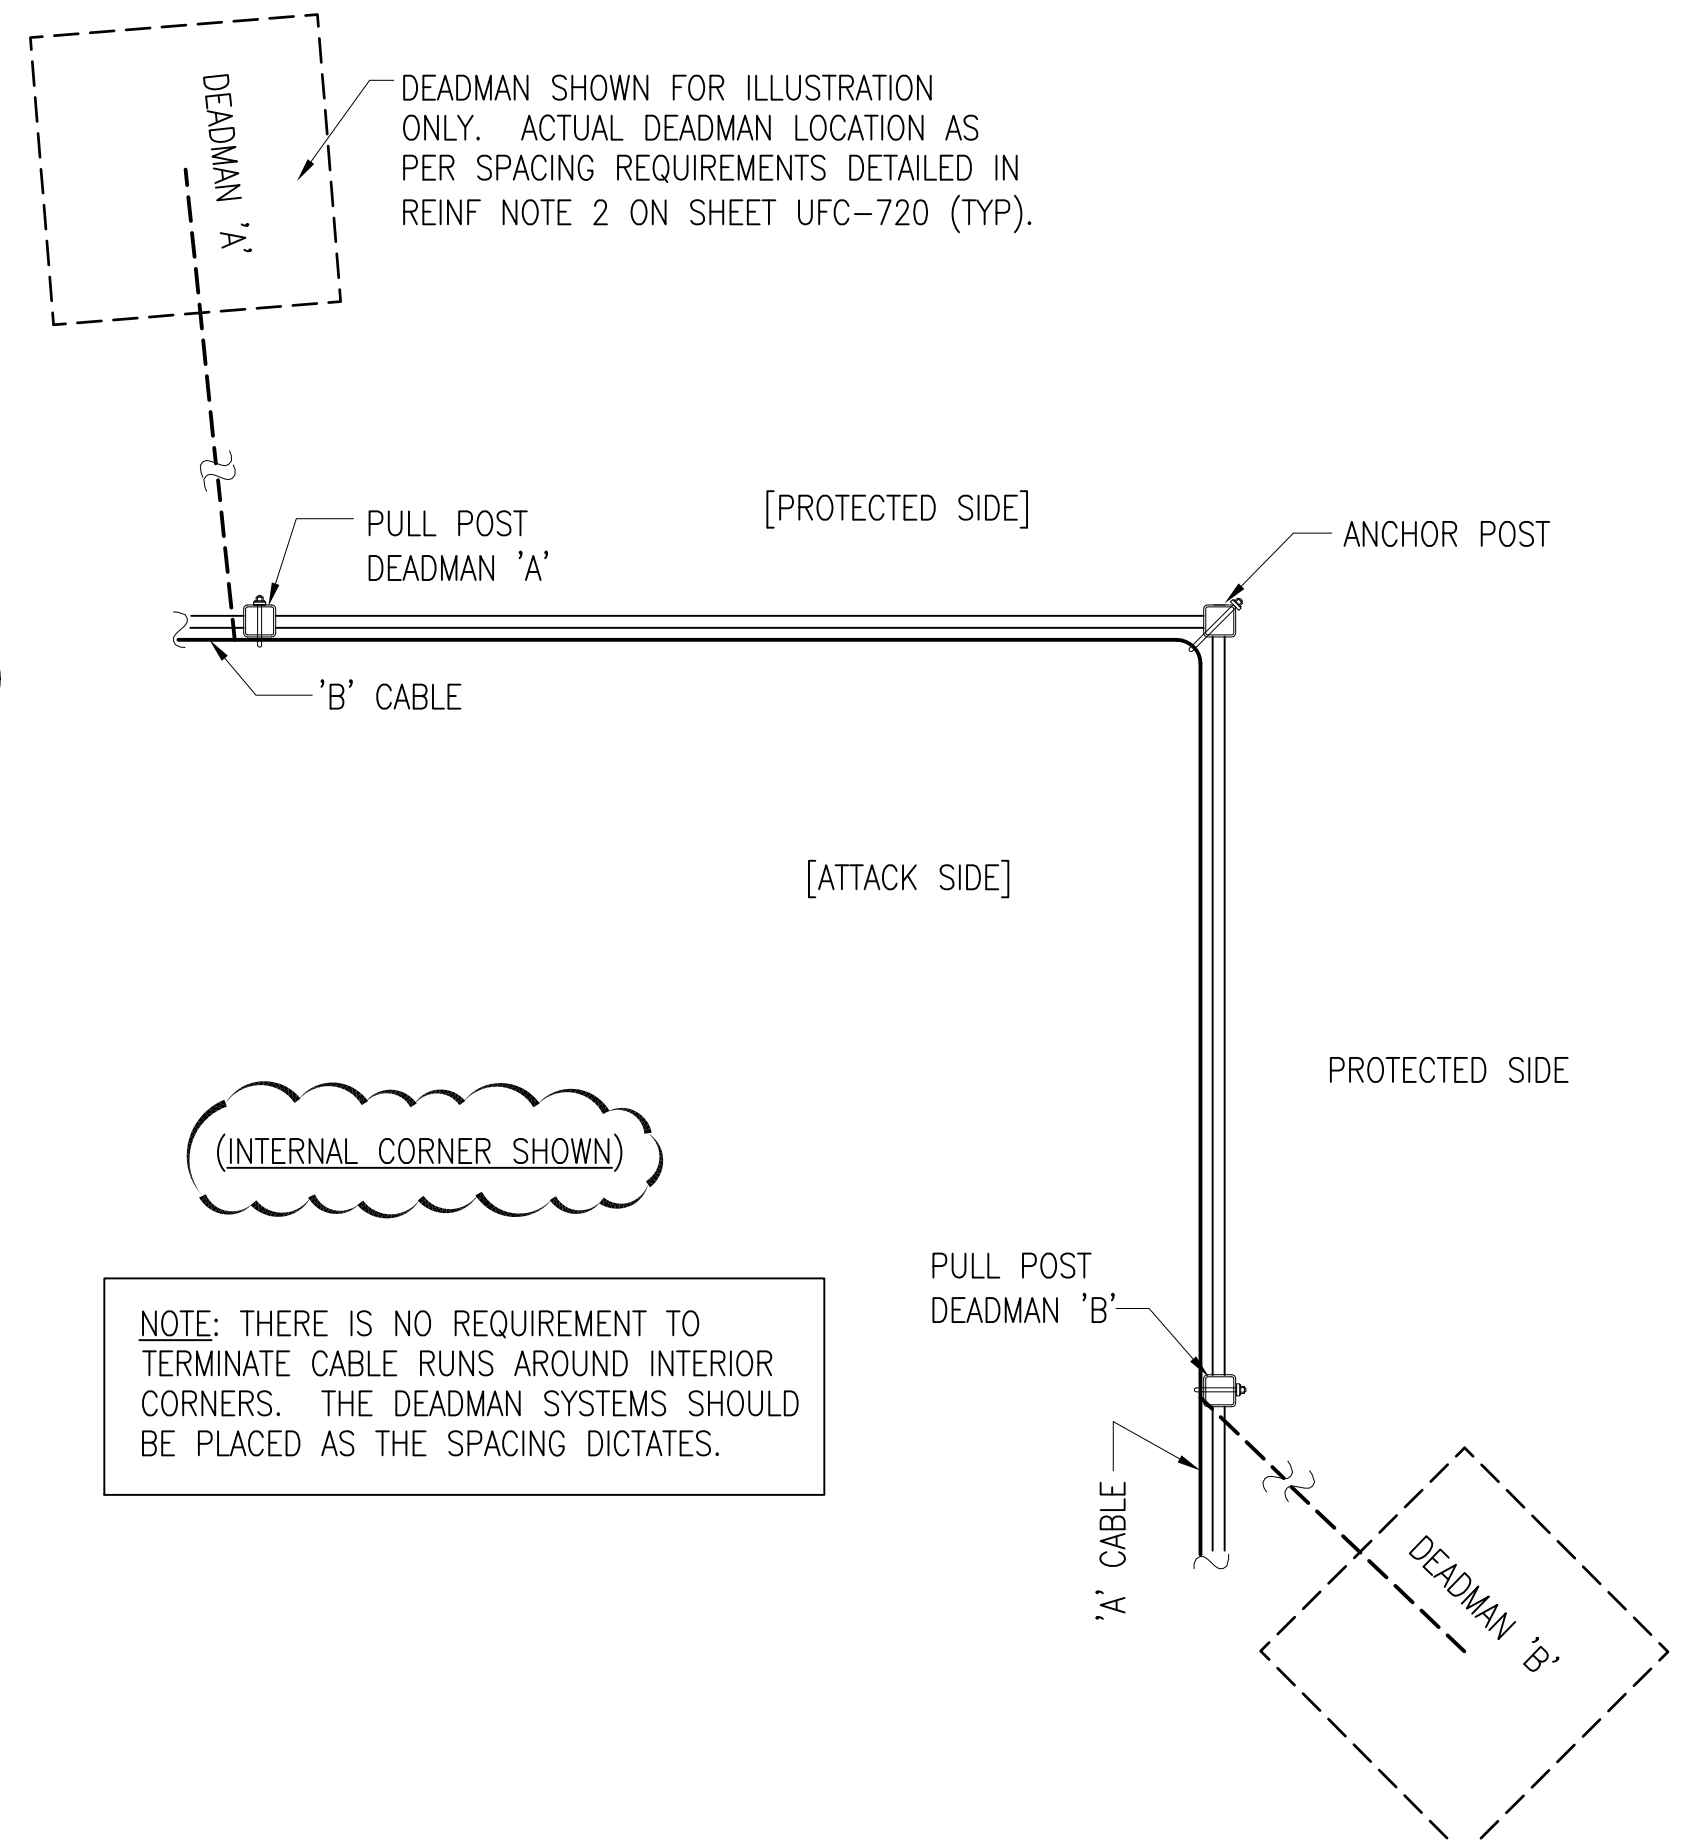 DEADMAN 'A'
DEADMAN SHOWN FOR ILLUSTRATION
ONLY. ACTUAL DEADMAN LOCATION AS
PER SPACING REQUIREMENTS DETAILED IN
REINF NOTE 2 ON SHEET UFC-720 (TYP).
[PROTECTED SIDE]
PULL POST
DEADMAN 'A'
ANCHOR POST
'B' CABLE
[ATTACK SIDE]
PROTECTED SIDE
(INTERNAL CORNER SHOWN)
PULL POST
DEADMAN 'B'
NOTE: THERE IS NO REQUIREMENT TO
TERMINATE CABLE RUNS AROUND INTERIOR
CORNERS. THE DEADMAN SYSTEMS SHOULD
BE PLACED AS THE SPACING DICTATES.
'A' CABLE
DEADMAN 'B'